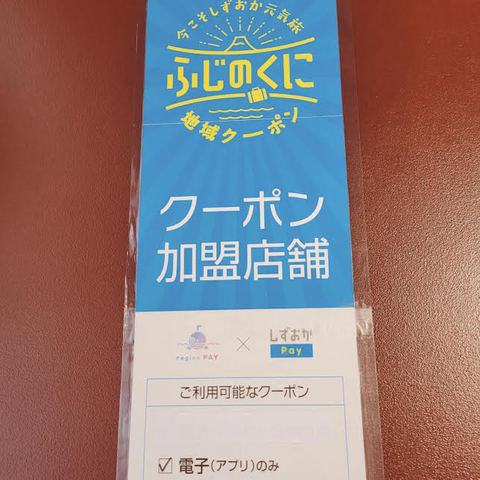 今こそしずおか元気旅
ふじのくに
地域クーポン
クーポン
加盟店舗
region PAY
×
しずおか
Pay
ご利用可能なクーポン
☑ 電子(アプリ)のみ